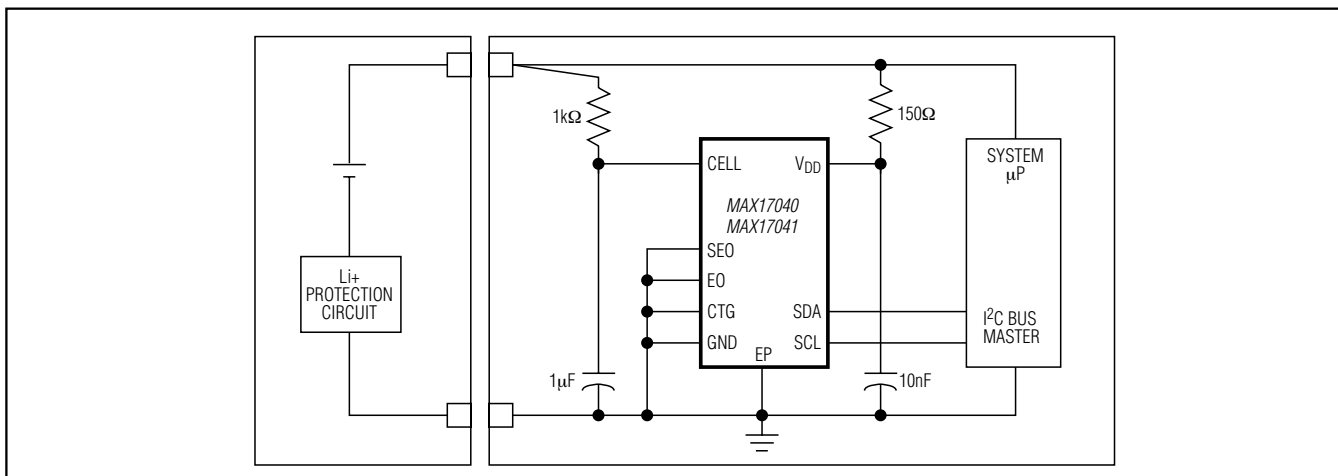 1kΩ
150Ω
CELL
VDD
SYSTEM
μP
MAX17040
MAX17041
SEO
EO
CTG
GND
EP
SDA
SCL
I2C BUS
MASTER
Li+
PROTECTION
CIRCUIT
1μF
10nF